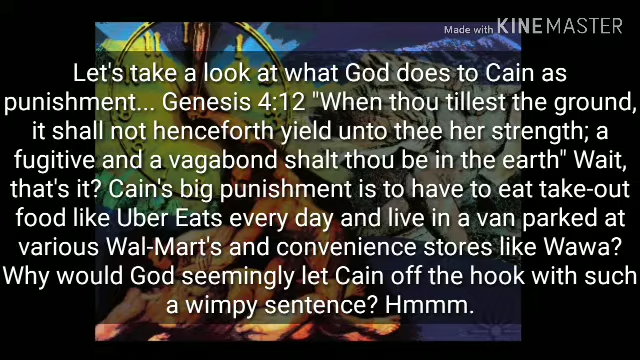 Made with KINEMASTER
Let's take a look at what God does to Cain as
punishment... Genesis 4:12 "When thou tillest the ground,
it shall not henceforth yield unto thee her strength; a
fugitive and a vagabond shalt thou be in the earth" Wait,
that's it? Cain's big punishment is to have to eat take-out
food like Uber Eats every day and live in a van parked at
various Wal-Mart's and convenience stores like Wawa?
Why would God seemingly let Cain off the hook with such
a wimpy sentence? Hmmm.